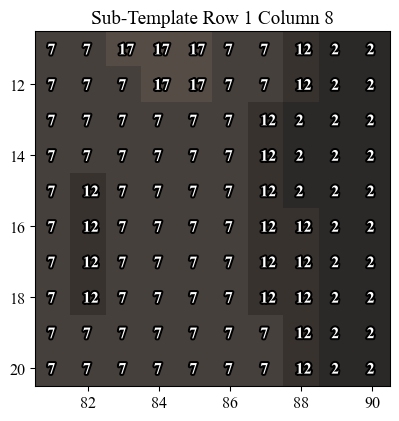 Sub-Template Row 1 Column 8
7 7 17 17 17 7 7 12 2 2
12 7 7 7 17 17 7 7 12 2 2
7 7 7 7 7 7 12 2 2 2
14 7 7 7 7 7 7 12 2 2 2
7 12 7 7 7 7 12 2 2 2
16 7 12 7 7 7 7 12 12 2 2
7 12 7 7 7 7 12 12 2 2
18 7 12 7 7 7 7 12 12 2 2
7 7 7 7 7 7 7 12 2 2
20 7 7 7 7 7 7 7 12 2 2
82 84 86 88 90